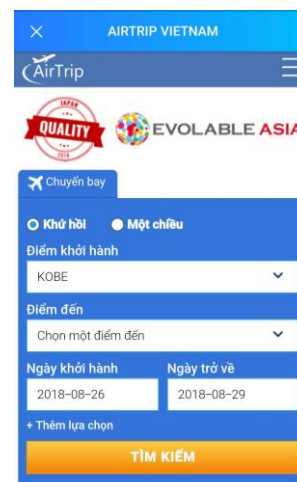 AIRTRIP VIETNAM
AirTrip
JAPAN
QUALITY
2018
EVOLABLE ASIA
Chuyến bay
Khứ hồi Một chiều
Điểm khởi hành
KOBE
Điểm đến
Chọn một điểm đến
Ngày khởi hành Ngày trở về
2018-08-26 2018-08-29
+ Thêm lựa chọn
TÌM KIẾM